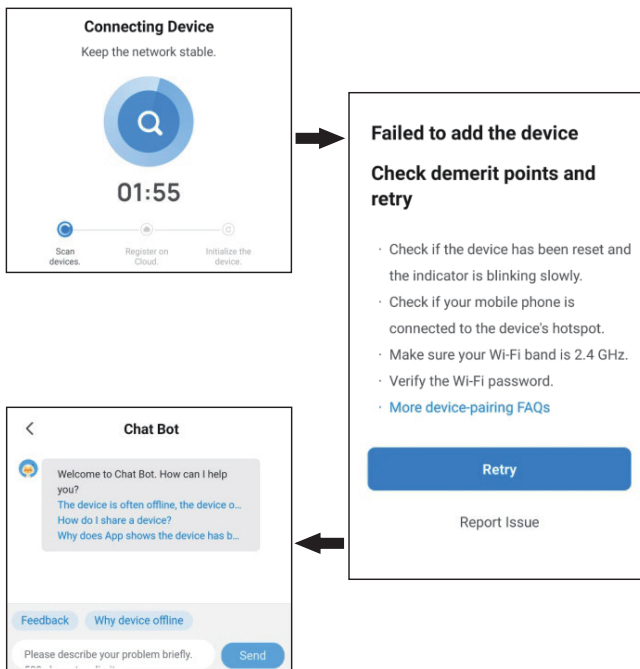 Connecting Device
Keep the network stable.
01:55
Scan devices.
Register on Cloud.
Initialize the device.
Failed to add the device
Check demerit points and
retry
· Check if the device has been reset and
the indicator is blinking slowly.
· Check if your mobile phone is
connected to the device's hotspot.
· Make sure your Wi-Fi band is 2.4 GHz.
· Verify the Wi-Fi password.
· More device-pairing FAQs
Retry
Report Issue
Chat Bot
Welcome to Chat Bot. How can I help
you?
The device is often offline, the device o...
How do I share a device?
Why does App shows the device has b...
Feedback
Why device offline
Please describe your problem briefly.
Send